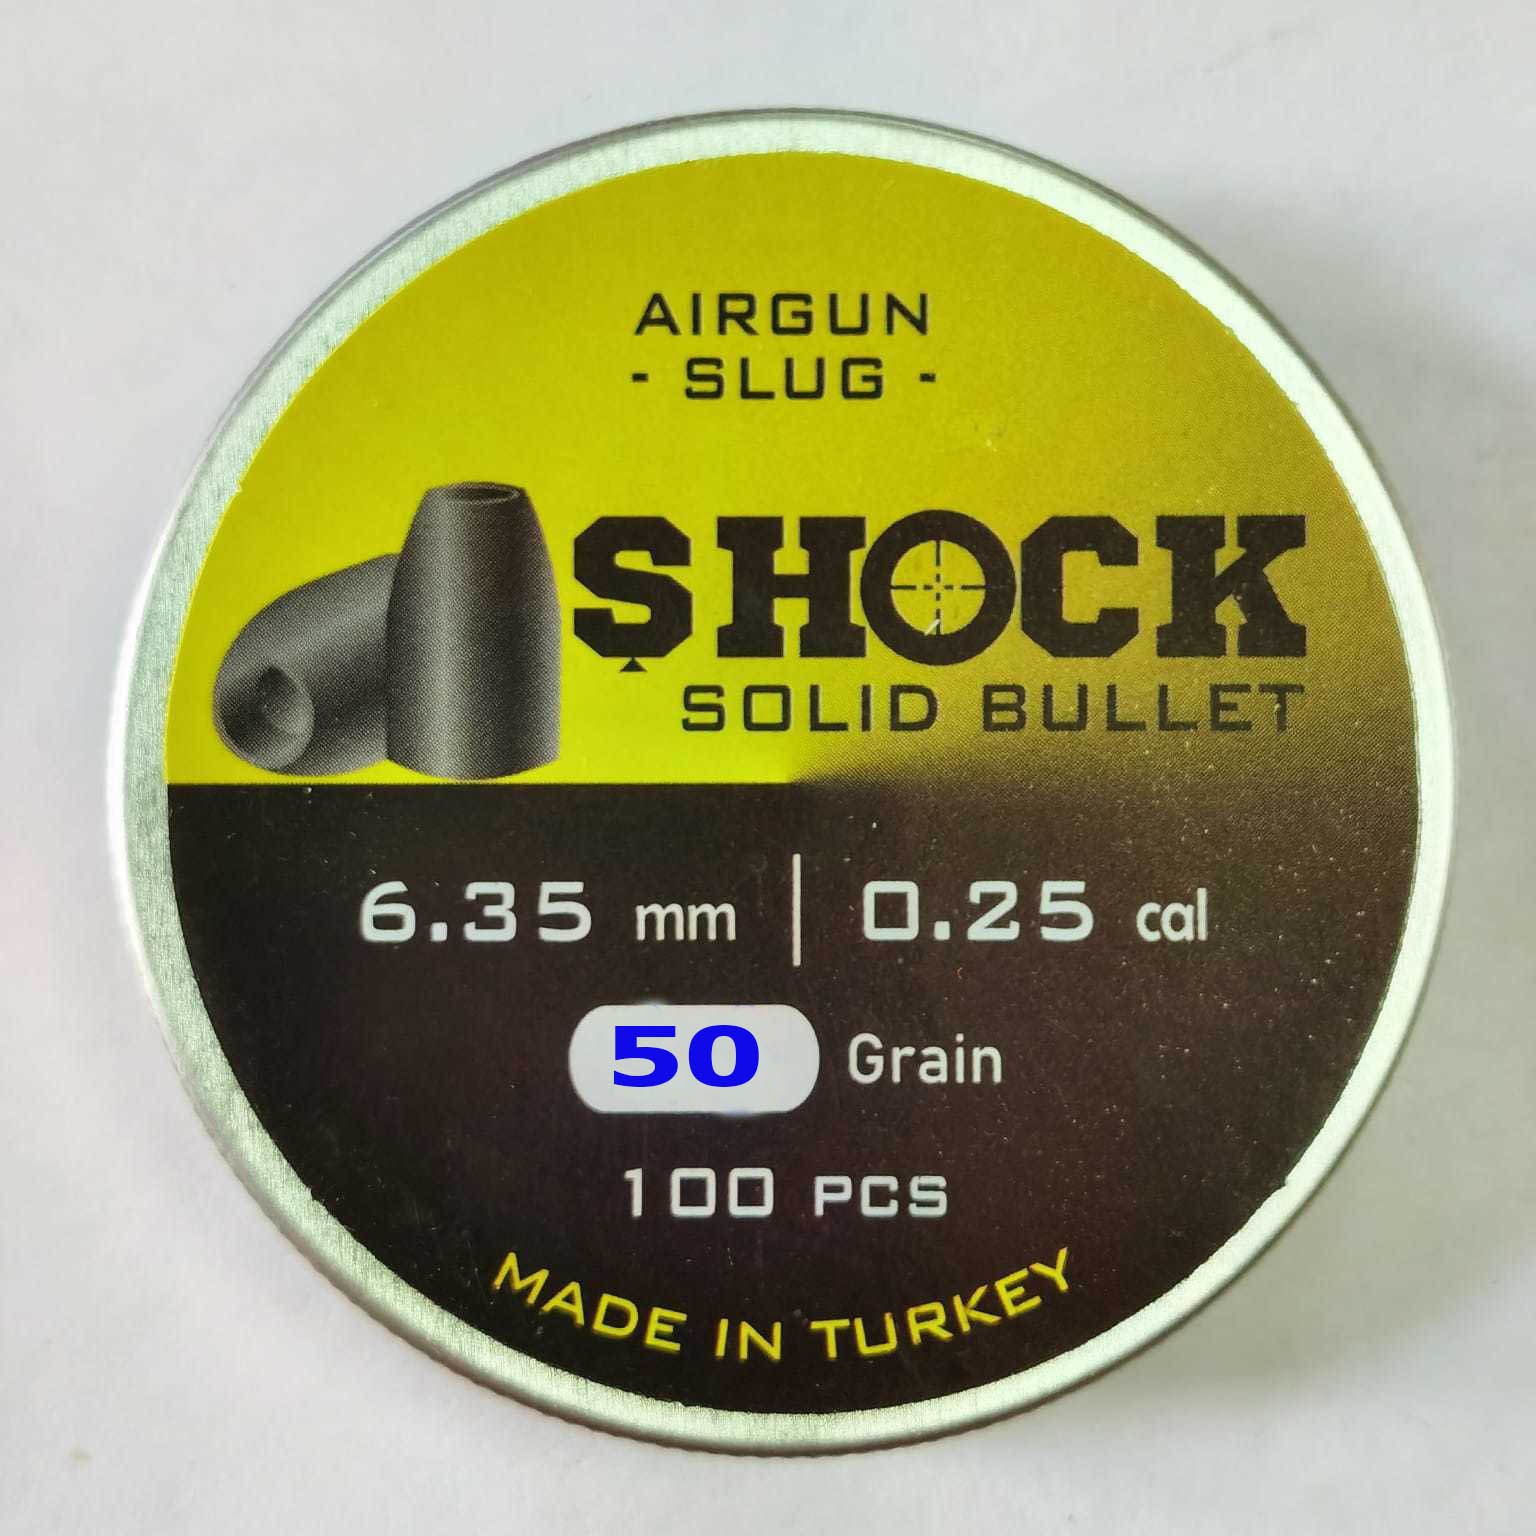 AIRGUN
- SLUG -
ŞHOCK
SOLID BULLET
6.35 mm | 0.25 cal
50 Grain
100 PCS
MADE IN TURKEY